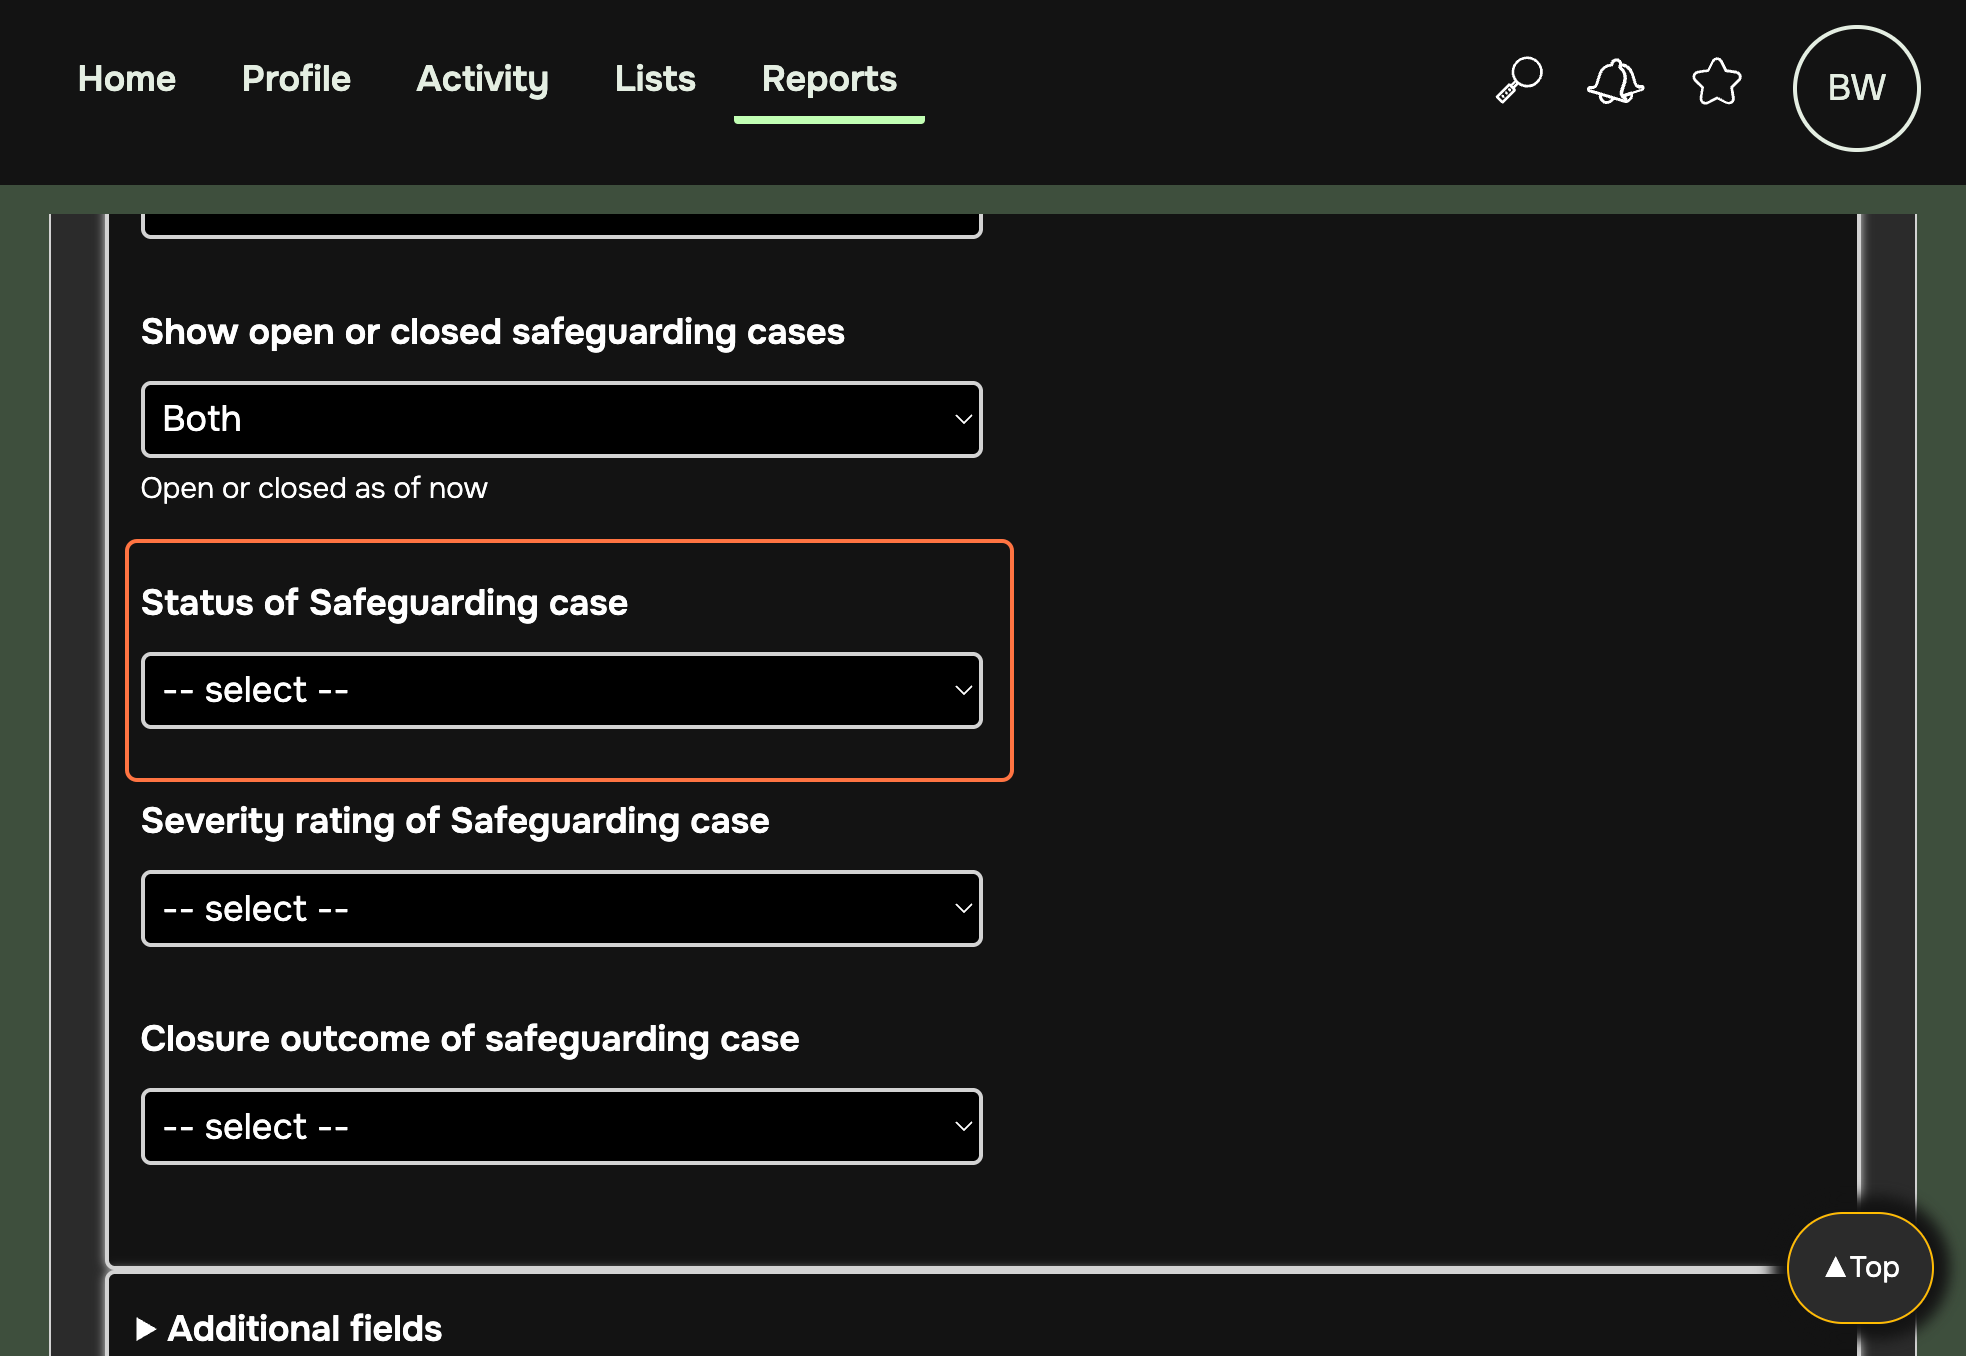 Home Profile Activity Lists Reports BW
Show open or closed safeguarding cases
Both
Open or closed as of now
Status of Safeguarding case
-- select --
Severity rating of Safeguarding case
-- select --
Closure outcome of safeguarding case
-- select --
▲Top
▶ Additional fields